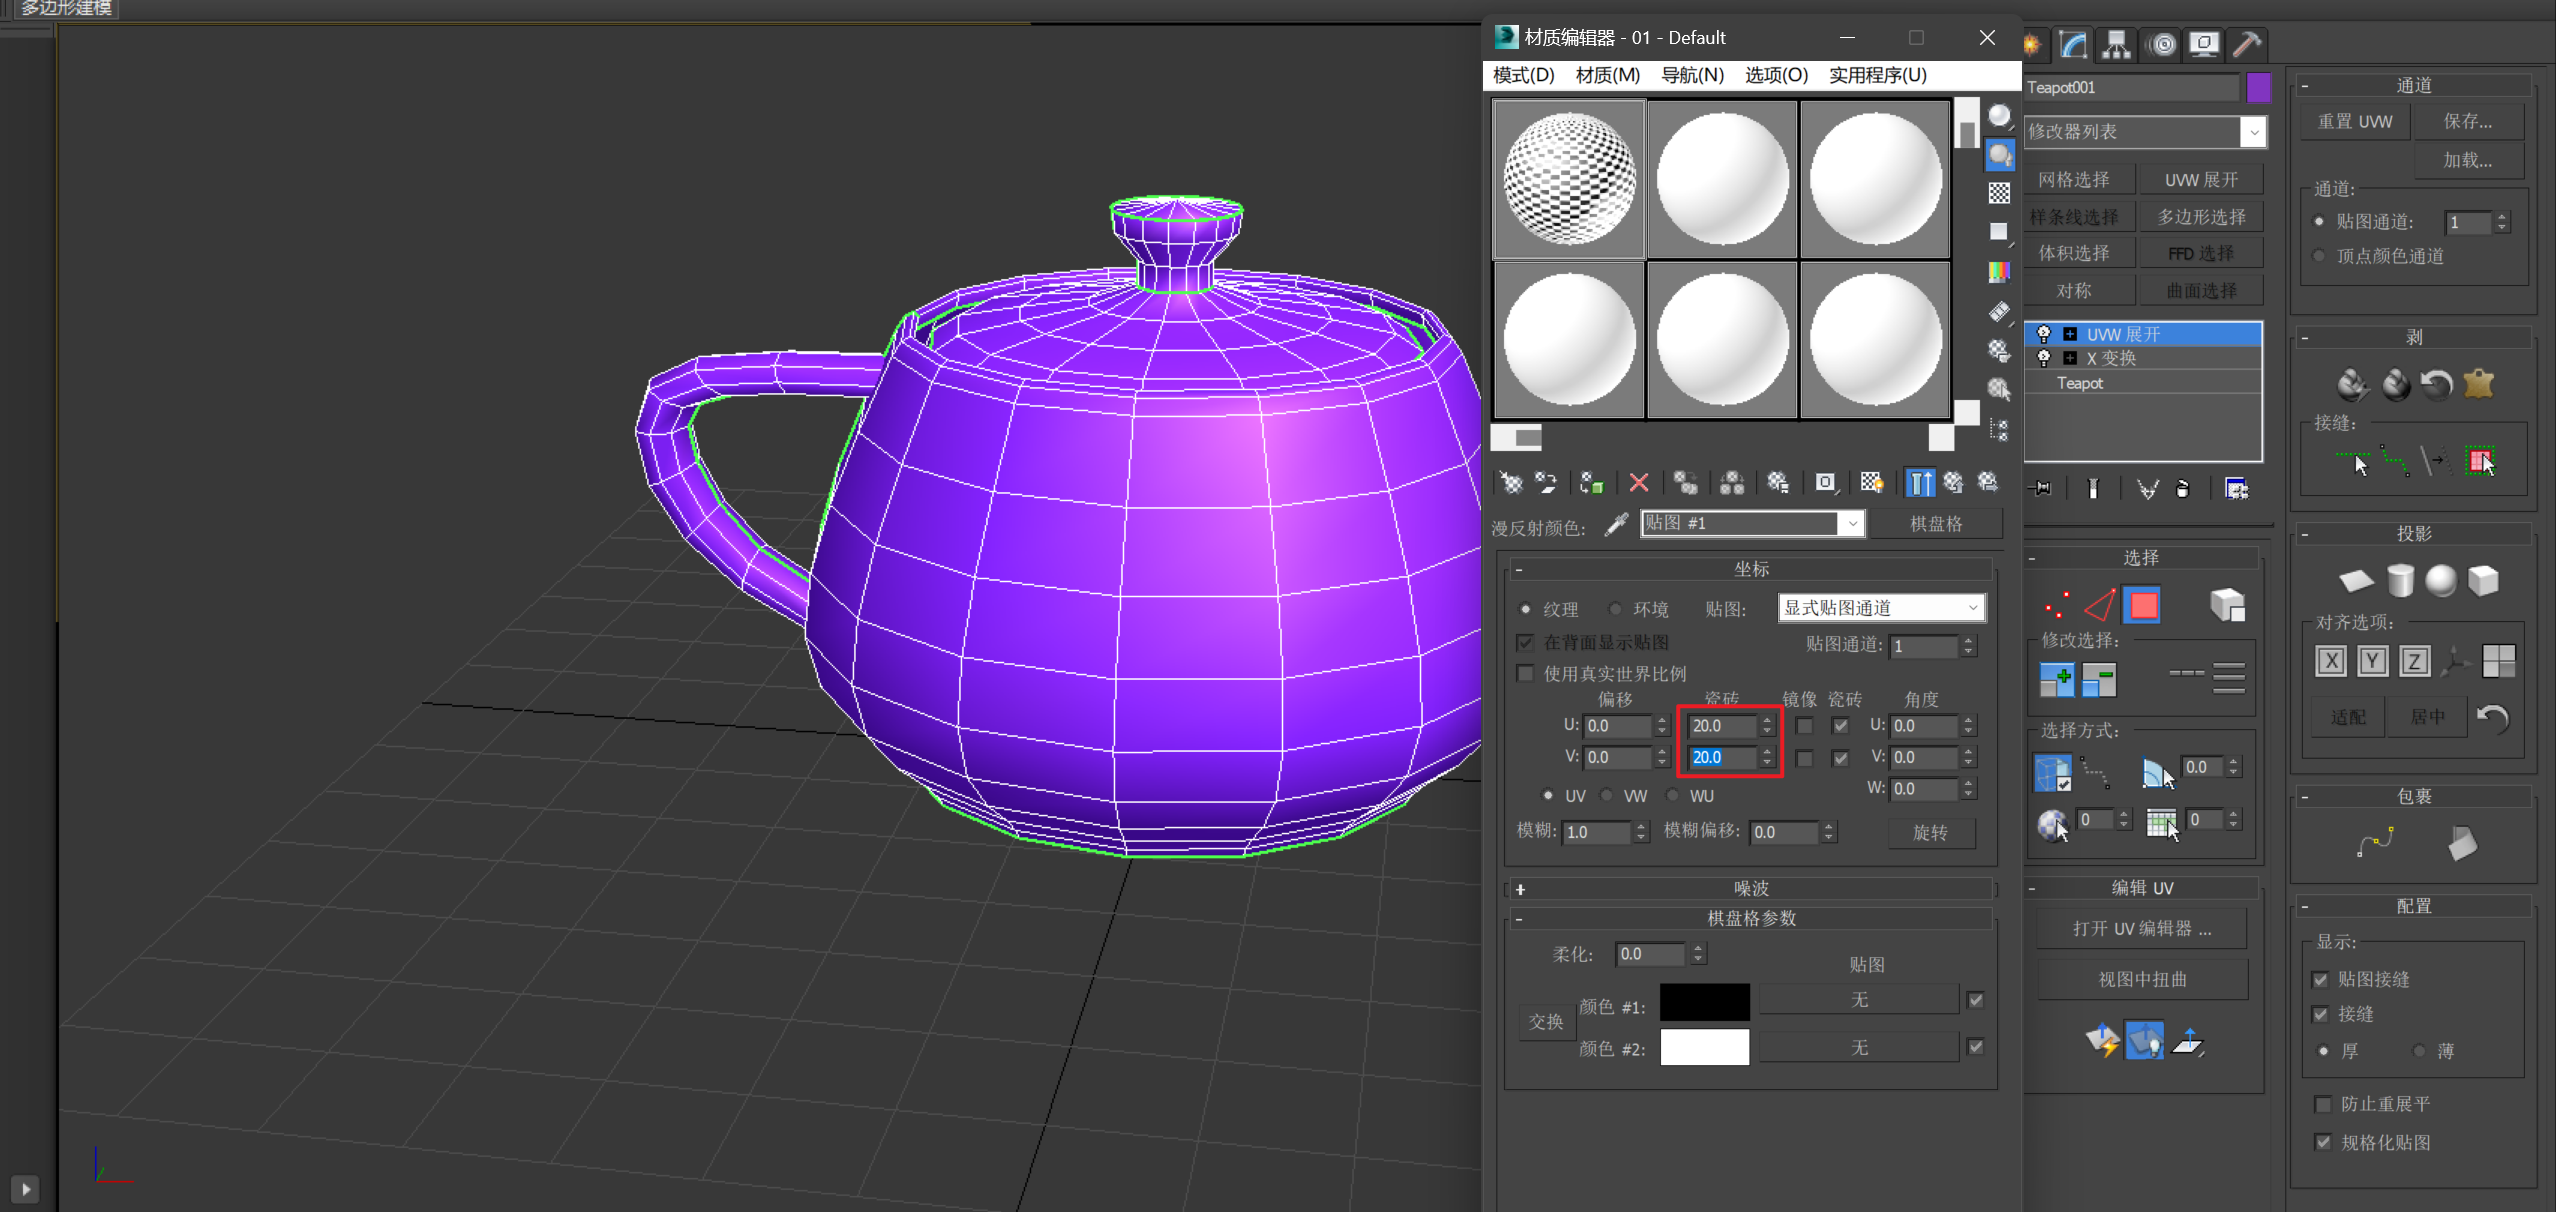 多边形建模
材质编辑器 - 01 - Default
模式(D) 材质(M) 导航(N) 选项(O) 实用程序(U)
漫反射颜色: 贴图 #1 棋盘格
- 坐标
纹理 环境 贴图: 显式贴图通道
在背面显示贴图 贴图通道: 1
使用真实世界比例
偏移 瓷砖 镜像 瓷砖 角度
U: 0.0 20.0 U: 0.0
V: 0.0 20.0 V: 0.0
W: 0.0
UV VW WU
模糊: 1.0 模糊偏移: 0.0 旋转
+ 噪波
- 棋盘格参数
柔化: 0.0
贴图
交换 颜色 #1: 无
颜色 #2: 无
Teapot001
修改器列表
网格选择 UVW 展开
样条线选择 多边形选择
体积选择 FFD 选择
对称 曲面选择
UVW 展开
X 变换
Teapot
- 选择
修改选择:
选择方式:
0.0
0 0
- 编辑 UV
打开 UV 编辑器 ...
视图中扭曲
- 通道
重置 UVW 保存...
加载...
通道:
贴图通道: 1
顶点颜色通道
- 剥
接缝:
- 投影
对齐选项:
X Y Z
适配 居中
- 包裹
- 配置
显示:
贴图接缝
接缝
厚 薄
防止重展平
规格化贴图